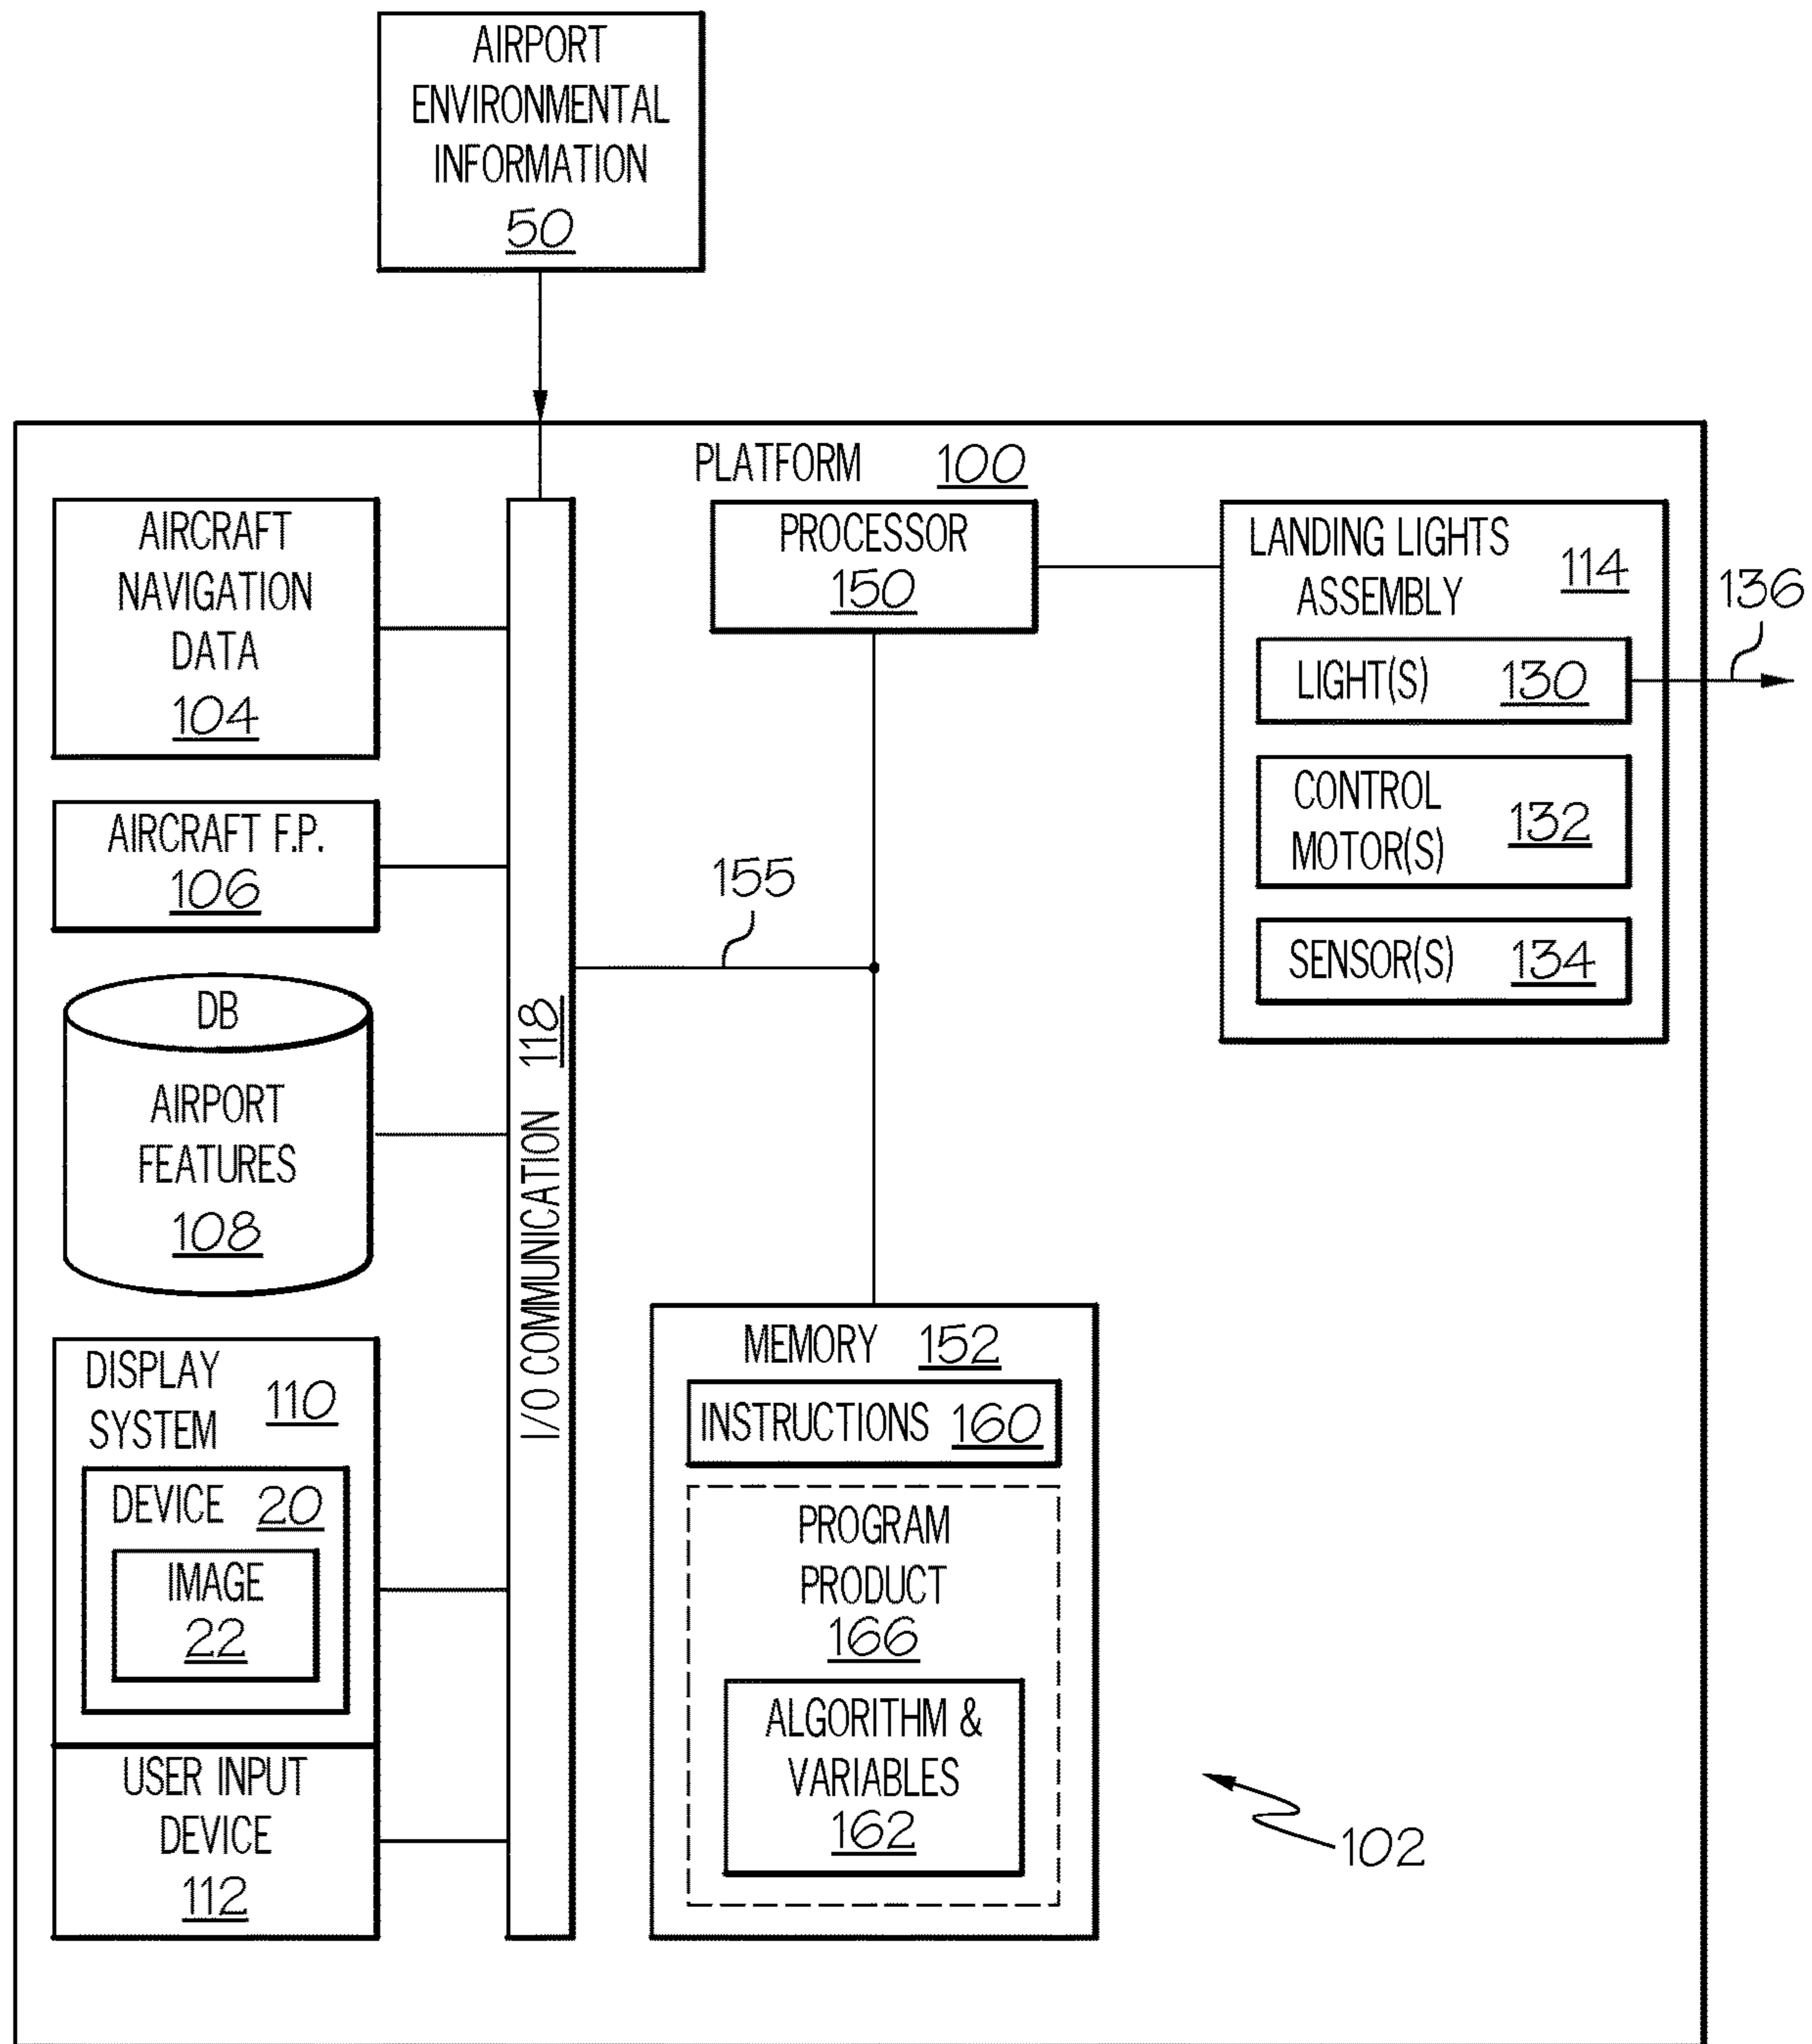 AIRPORT
ENVIRONMENTAL
INFORMATION
50
PLATFORM 100
AIRCRAFT
NAVIGATION
DATA
104
AIRCRAFT F.P.
106
DB
AIRPORT
FEATURES
108
DISPLAY
SYSTEM 110
DEVICE 20
IMAGE
22
USER INPUT
DEVICE
112
I/O COMMUNICATION 118
155
PROCESSOR
150
MEMORY 152
INSTRUCTIONS 160
PROGRAM
PRODUCT
166
ALGORITHM &
VARIABLES
162
LANDING LIGHTS
ASSEMBLY 114
LIGHT(S) 130
CONTROL
MOTOR(S) 132
SENSOR(S) 134
136
102